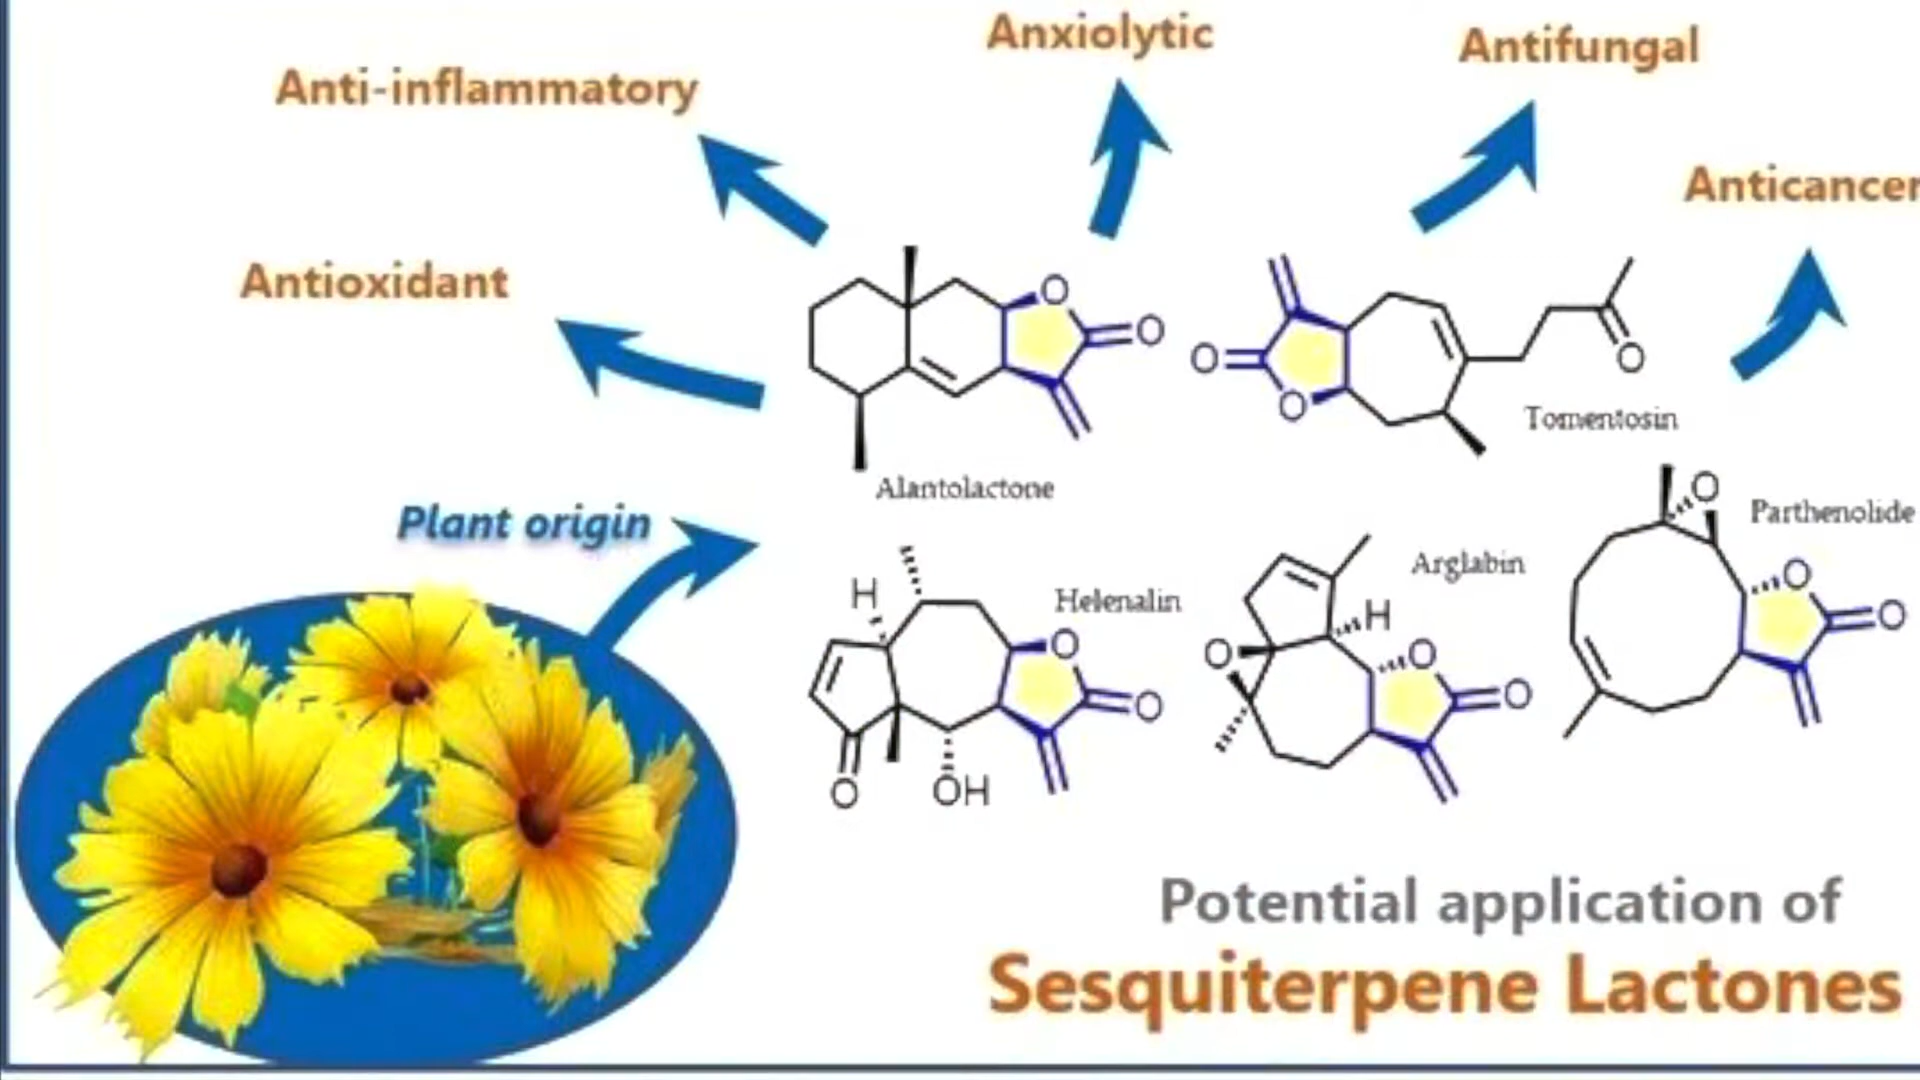 Anxiolytic
Antifungal
Anti-inflammatory
Anticancer
Antioxidant
O
O
O
O
O
Tomentosin
Alantolactone
Plant origin
O
Parthenolide
Arglabin
H
Helenalin
O
H
O
O
O
O
O
O
O
OH
Potential application of
Sesquiterpene Lactones